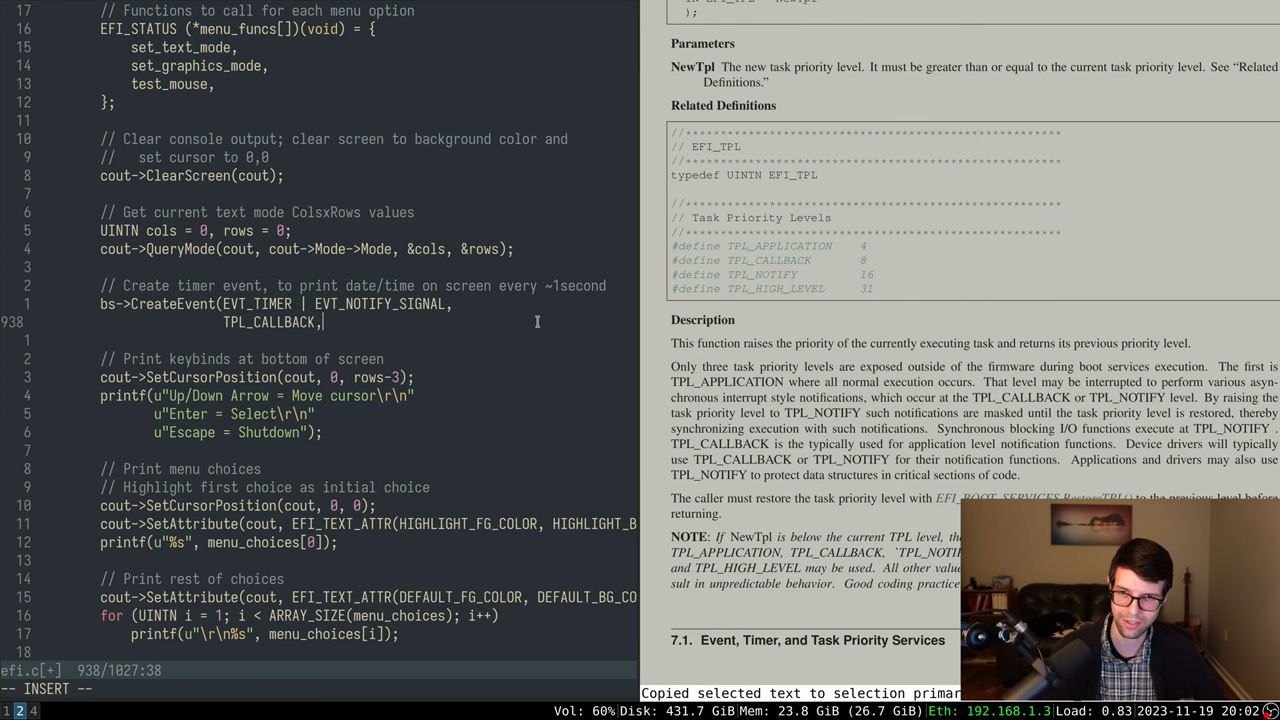 17 // Functions to call for each menu option
16 EFI_STATUS (*menu_funcs[])(void) = {
15 set_text_mode,
14 set_graphics_mode,
13 test_mouse,
12 };
11
10 // Clear console output; clear screen to background color and
9 //   set cursor to 0,0
8 cout->ClearScreen(cout);
7
6 // Get current text mode ColsxRows values
5 UINTN cols = 0, rows = 0;
4 cout->QueryMode(cout, cout->Mode->Mode, &cols, &rows);
3
2 // Create timer event, to print date/time on screen every ~1second
1 bs->CreateEvent(EVT_TIMER | EVT_NOTIFY_SIGNAL,
938 TPL_CALLBACK,
1
2 // Print keybinds at bottom of screen
3 cout->SetCursorPosition(cout, 0, rows-3);
4 printf(u"Up/Down Arrow = Move cursor\r\n"
5 u"Enter = Select\r\n"
6 u"Escape = Shutdown");
7
8 // Print menu choices
9 // Highlight first choice as initial choice
10 cout->SetCursorPosition(cout, 0, 0);
11 cout->SetAttribute(cout, EFI_TEXT_ATTR(HIGHLIGHT_FG_COLOR, HIGHLIGHT_B
12 printf(u"%s", menu_choices[0]);
13
14 // Print rest of choices
15 cout->SetAttribute(cout, EFI_TEXT_ATTR(DEFAULT_FG_COLOR, DEFAULT_BG_CO
16 for (UINTN i = 1; i < ARRAY_SIZE(menu_choices); i++)
17 printf(u"\r\n%s", menu_choices[i]);
18
efi.c[+] 938/1027:38
-- INSERT --
);
Parameters
NewTpl The new task priority level. It must be greater than or equal to the current task priority level. See “Related
Definitions.”
Related Definitions
//*******************************************************
// EFI_TPL
//*******************************************************
typedef UINTN EFI_TPL
//*******************************************************
// Task Priority Levels
//*******************************************************
#define TPL_APPLICATION 4
#define TPL_CALLBACK 8
#define TPL_NOTIFY 16
#define TPL_HIGH_LEVEL 31
Description
This function raises the priority of the currently executing task and returns its previous priority level.
Only three task priority levels are exposed outside of the firmware during boot services execution. The first is
TPL_APPLICATION where all normal execution occurs. That level may be interrupted to perform various asyn-
chronous interrupt style notifications, which occur at the TPL_CALLBACK or TPL_NOTIFY level. By raising the
task priority level to TPL_NOTIFY such notifications are masked until the task priority level is restored, thereby
synchronizing execution with such notifications. Synchronous blocking I/O functions execute at TPL_NOTIFY .
TPL_CALLBACK is the typically used for application level notification functions. Device drivers will typically
use TPL_CALLBACK or TPL_NOTIFY for their notification functions. Applications and drivers may also use
TPL_NOTIFY to protect data structures in critical sections of code.
The caller must restore the task priority level with EFI_BOOT_SERVICES.RestoreTPL() to the previous level before
returning.
NOTE: If NewTpl is below the current TPL level, the
TPL_APPLICATION, TPL_CALLBACK, `TPL_NOTI
and TPL_HIGH_LEVEL may be used. All other value
sult in unpredictable behavior. Good coding practice
7.1. Event, Timer, and Task Priority Services
Copied selected text to selection primar
1 2 4 Vol: 60% Disk: 431.7 GiB Mem: 23.8 GiB (26.7 GiB) Eth: 192.168.1.3 Load: 0.83 2023-11-19 20:02